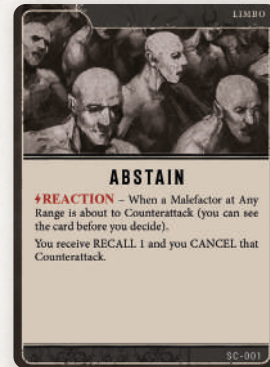 LIMBO
ABSTAIN
REACTION – When a Malefactor at Any
Range is about to Counterattack (you can see
the card before you decide).
You receive RECALL 1 and you CANCEL that
Counterattack.
SC-001